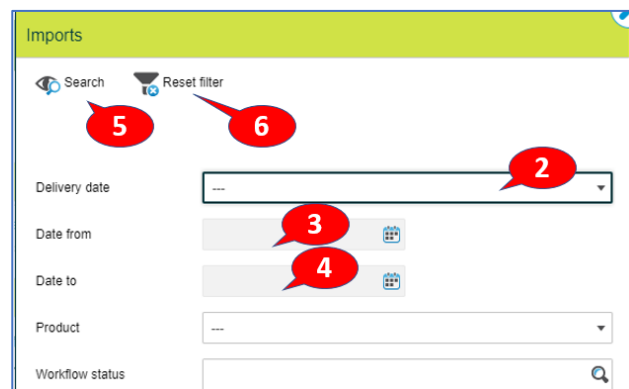 Imports
Search Reset filter
5 6
2
Delivery date ---
3
Date from
4
Date to
Product ---
Workflow status